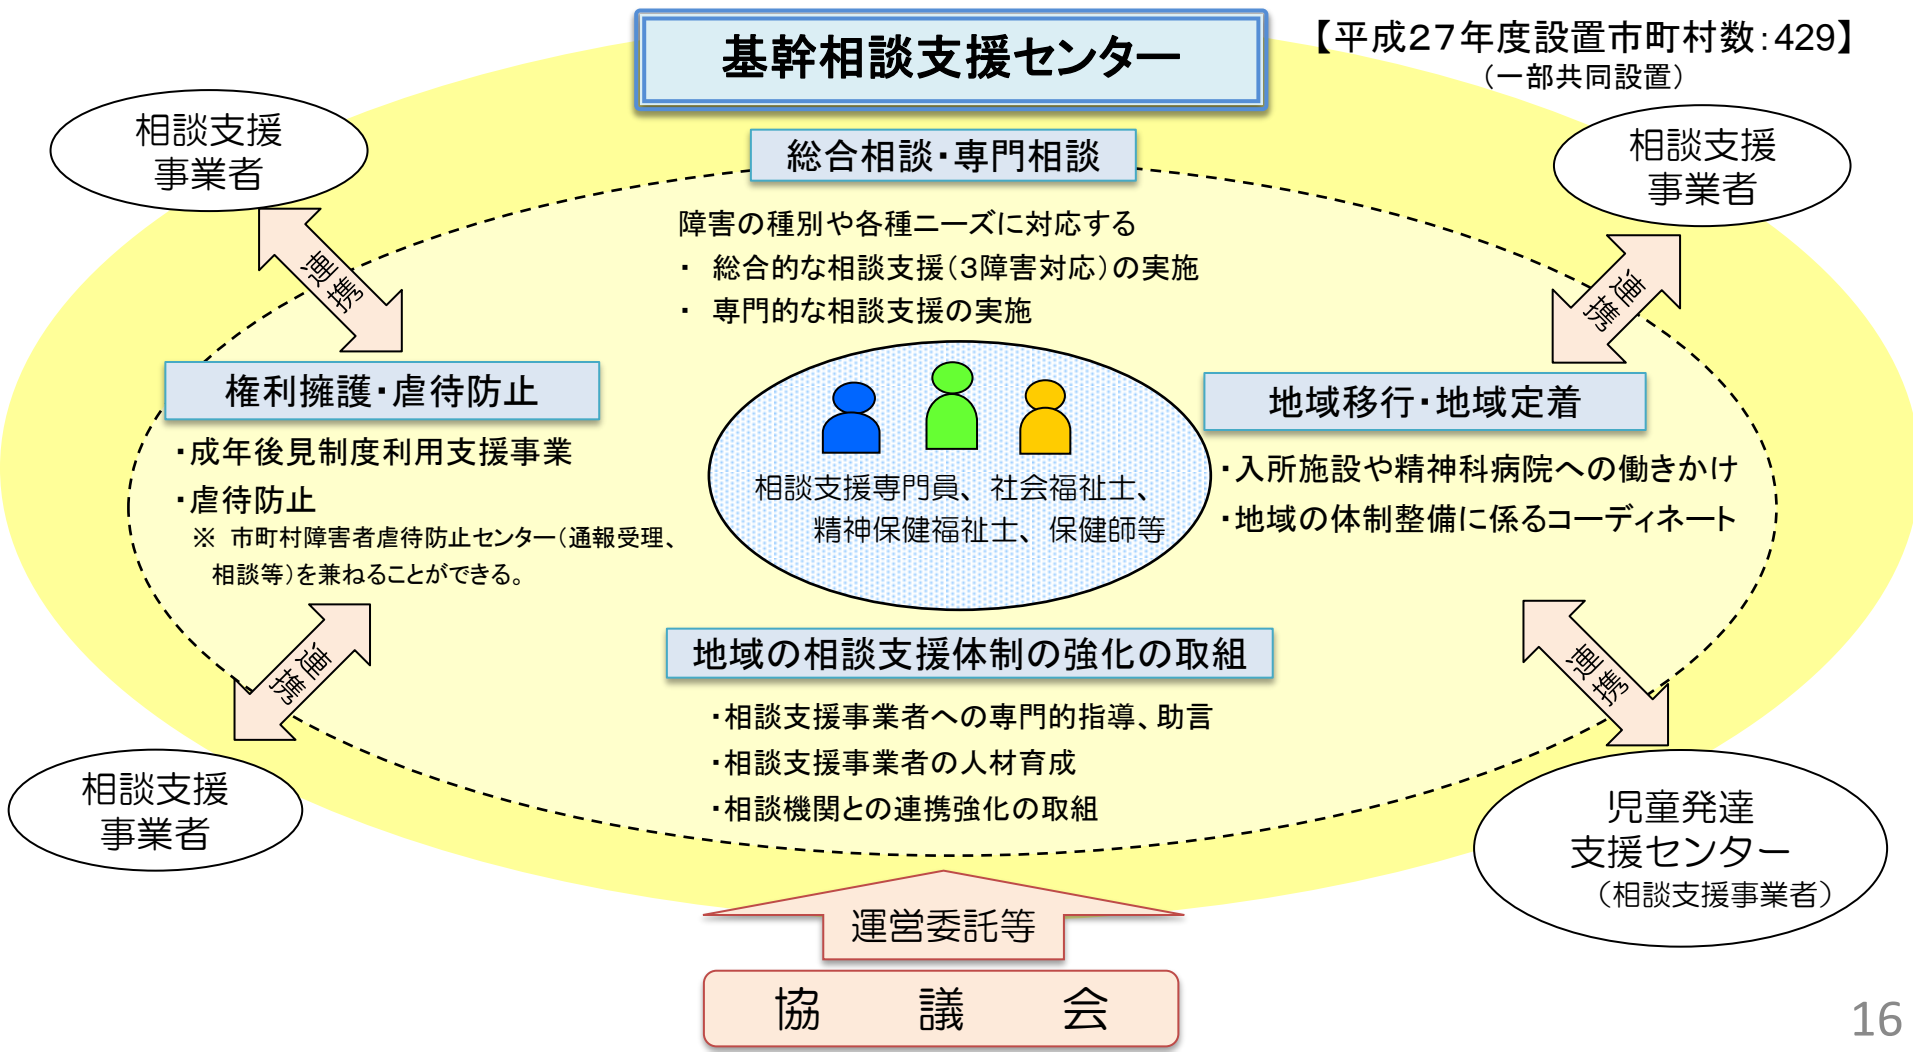 基幹相談支援センター
【平成27年度設置市町村数:429】
（一部共同設置）
相談支援
事業者
相談支援
事業者
総合相談・専門相談
障害の種別や各種ニーズに対応する
・ 総合的な相談支援（3障害対応）の実施
・ 専門的な相談支援の実施
連携
連携
権利擁護・虐待防止
・成年後見制度利用支援事業
・虐待防止
※ 市町村障害者虐待防止センター（通報受理、
相談等）を兼ねることができる。
相談支援専門員、社会福祉士、
精神保健福祉士、保健師等
地域移行・地域定着
・入所施設や精神科病院への働きかけ
・地域の体制整備に係るコーディネート
連携
連携
地域の相談支援体制の強化の取組
・相談支援事業者への専門的指導、助言
・相談支援事業者の人材育成
・相談機関との連携強化の取組
相談支援
事業者
児童発達
支援センター
（相談支援事業者）
運営委託等
協 議 会
16